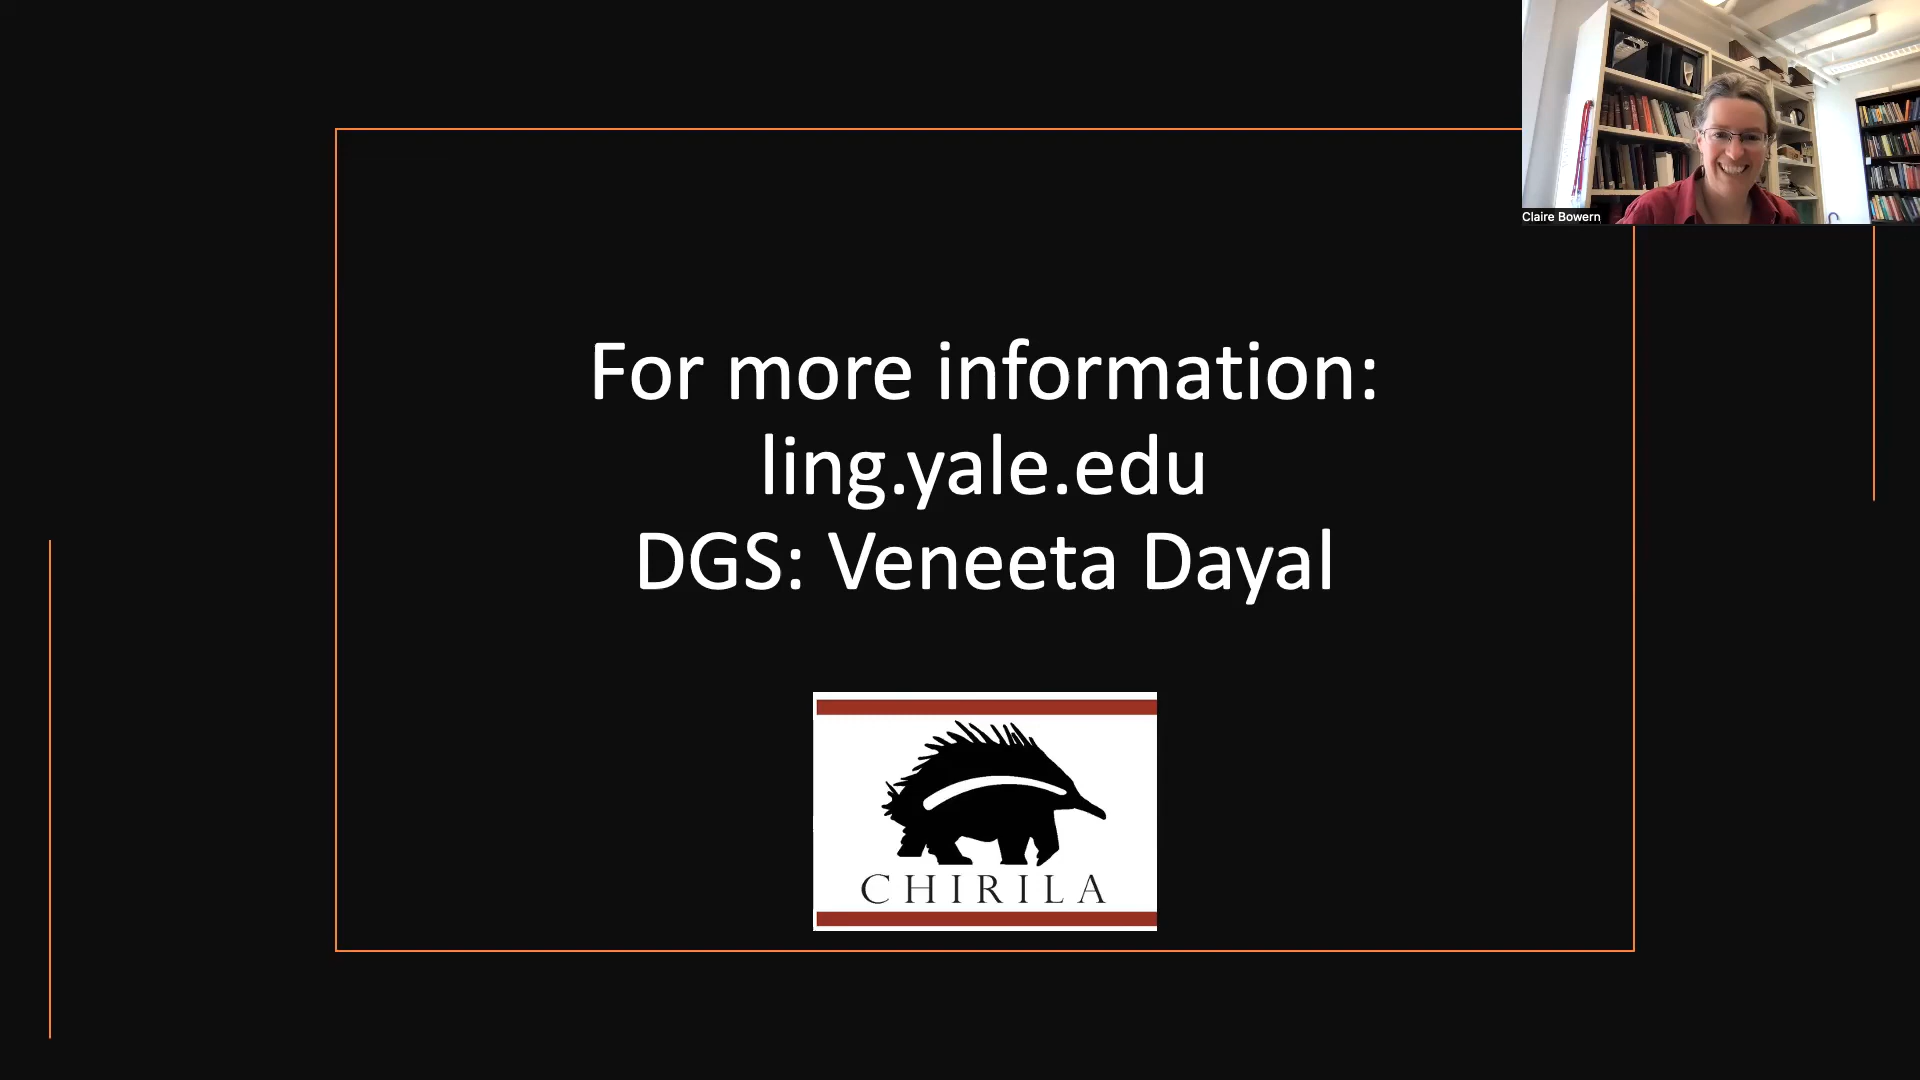 For more information:
ling.yale.edu
DGS: Veneeta Dayal
CHIRILA
Claire Bowern